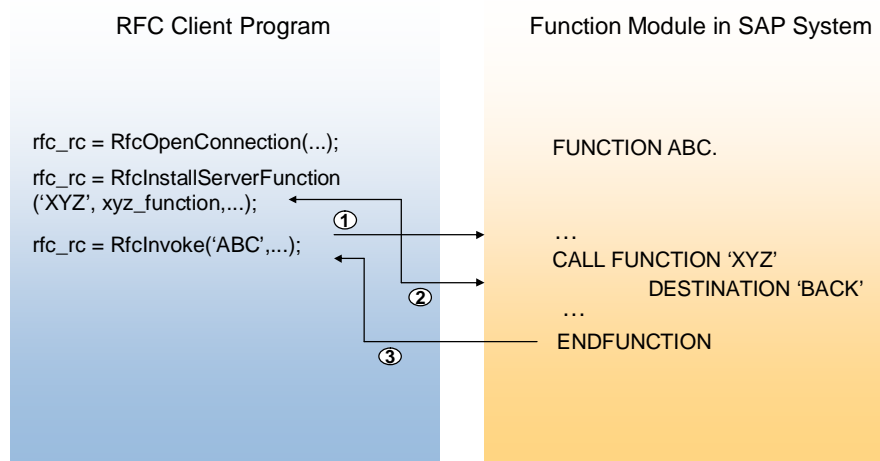 RFC Client Program
rfc_rc = RfcOpenConnection(...);
rfc_rc = RfcInstallServerFunction
(‘XYZ’, xyz_function,...);
rfc_rc = RfcInvoke(‘ABC’,...);
1
2
3
Function Module in SAP System
FUNCTION ABC.
…
CALL FUNCTION ‘XYZ’
DESTINATION ‘BACK’
…
ENDFUNCTION